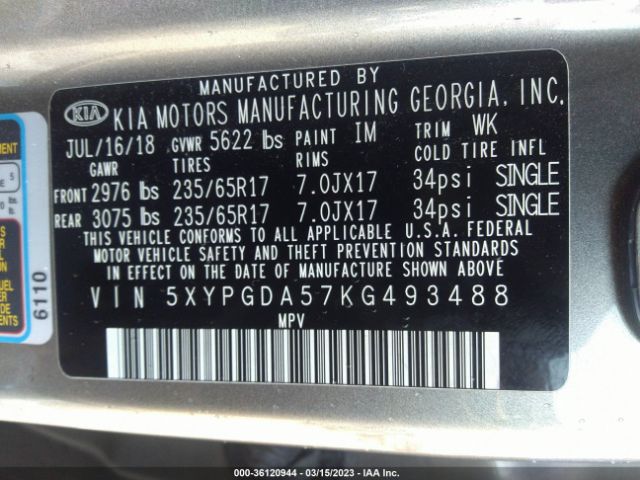 MANUFACTURED BY
KIA KIA MOTORS MANUFACTURING GEORGIA, INC.
JUL/16/18 GVWR 5622 lbs PAINT IM TRIM WK
GAWR TIRES RIMS COLD TIRE INFL
FRONT 2976 lbs 235/65R17 7.0JX17 34psi SINGLE
REAR 3075 lbs 235/65R17 7.0JX17 34psi SINGLE
THIS VEHICLE CONFORMS TO ALL APPLICABLE U.S.A. FEDERAL
MOTOR VEHICLE SAFETY AND THEFT PREVENTION STANDARDS
IN EFFECT ON THE DATE OF MANUFACTURE SHOWN ABOVE
VIN 5XYPGDA57KG493488
MPV
5
6110
000-36120944 - 03/15/2023 - IAA Inc.